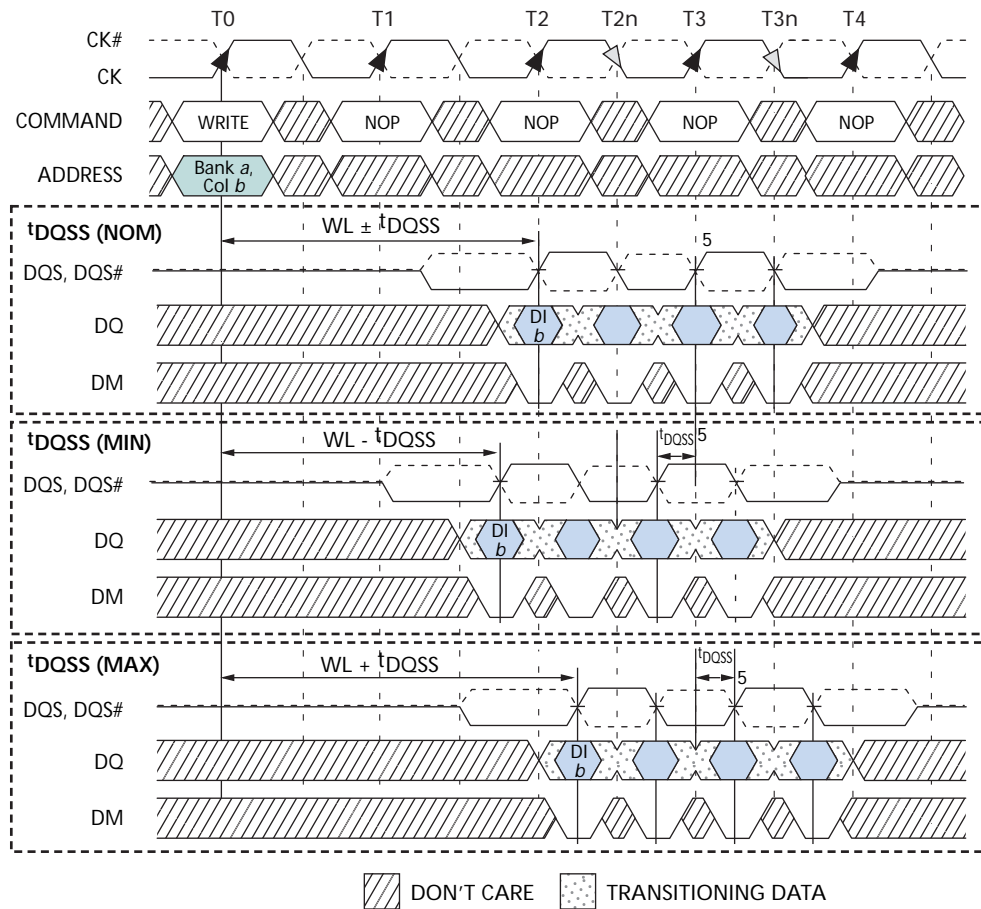 T0 T1 T2 T2n T3 T3n T4
CK#
CK
COMMAND WRITE NOP NOP NOP NOP
ADDRESS Bank a, Col b
tDQSS (NOM) WL ± tDQSS
5
DQS, DQS#
DQ DI b
DM
tDQSS (MIN) WL - tDQSS tDQSS 5
DQS, DQS#
DQ DI b
DM
tDQSS (MAX) WL + tDQSS tDQSS
5
DQS, DQS#
DQ DI b
DM
DON'T CARE TRANSITIONING DATA